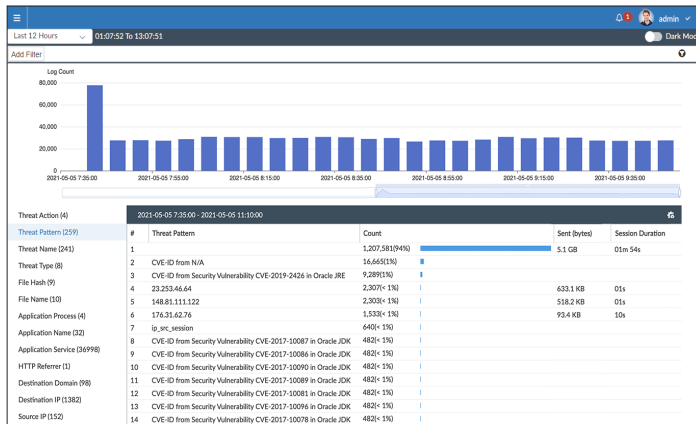 1 admin
Last 12 Hours 01:07:52 To 13:07:51 Dark Mod
Add Filter
Log Count
80,000
60,000
40,000
20,000
0
2021-05-05 7:35:00 2021-05-05 7:55:00 2021-05-05 8:15:00 2021-05-05 8:35:00 2021-05-05 8:55:00 2021-05-05 9:15:00 2021-05-05 9:35:00
Threat Action (4)
Threat Pattern (259)
Threat Name (241)
Threat Type (8)
File Hash (9)
File Name (10)
Application Process (4)
Application Name (32)
Application Service (36998)
HTTP Referrer (1)
Destination Domain (98)
Destination IP (1382)
Source IP (152)
2021-05-05 7:35:00 - 2021-05-05 11:10:00
# Threat Pattern Count Sent (bytes) Session Duration
1 1,207,581(94%) 5.1 GB 01m 54s
2 CVE-ID from N/A 16,665(1%)
3 CVE-ID from Security Vulnerability CVE-2019-2426 in Oracle JRE 9,289(1%)
4 23.253.46.64 2,307(< 1%) 633.1 KB 01s
5 148.81.111.122 2,303(< 1%) 518.2 KB 01s
6 176.31.62.76 1,533(< 1%) 93.4 KB 10s
7 ip_src_session 640(< 1%)
8 CVE-ID from Security Vulnerability CVE-2017-10087 in Oracle JDK 482(< 1%)
9 CVE-ID from Security Vulnerability CVE-2017-10086 in Oracle JDK 482(< 1%)
10 CVE-ID from Security Vulnerability CVE-2017-10090 in Oracle JDK 482(< 1%)
11 CVE-ID from Security Vulnerability CVE-2017-10089 in Oracle JDK 482(< 1%)
12 CVE-ID from Security Vulnerability CVE-2017-10081 in Oracle JDK 482(< 1%)
13 CVE-ID from Security Vulnerability CVE-2017-10096 in Oracle JDK 482(< 1%)
14 CVE-ID from Security Vulnerability CVE-2017-10078 in Oracle JDK 482(< 1%)